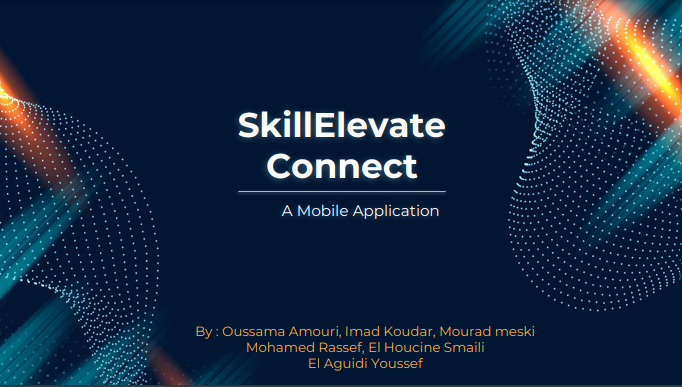 SkillElevate
Connect
A Mobile Application
By : Oussama Amouri, Imad Koudar, Mourad meski
Mohamed Rassef, El Houcine Smaili
El Aguidi Youssef